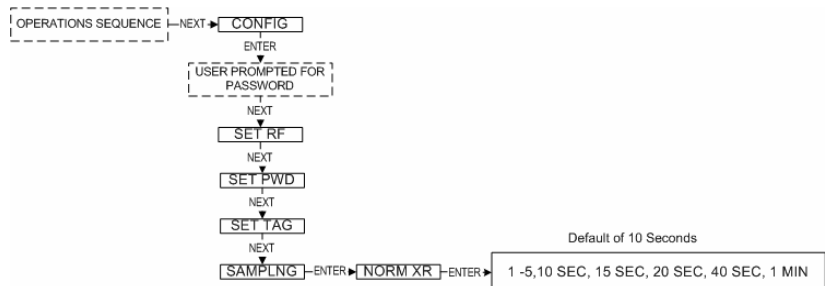 OPERATIONS SEQUENCE
NEXT
CONFIG
ENTER
USER PROMPTED FOR
PASSWORD
NEXT
SET RF
NEXT
SET PWD
NEXT
SET TAG
NEXT
SAMPLNG
ENTER
NORM XR
ENTER
Default of 10 Seconds
1 -5,10 SEC, 15 SEC, 20 SEC, 40 SEC, 1 MIN